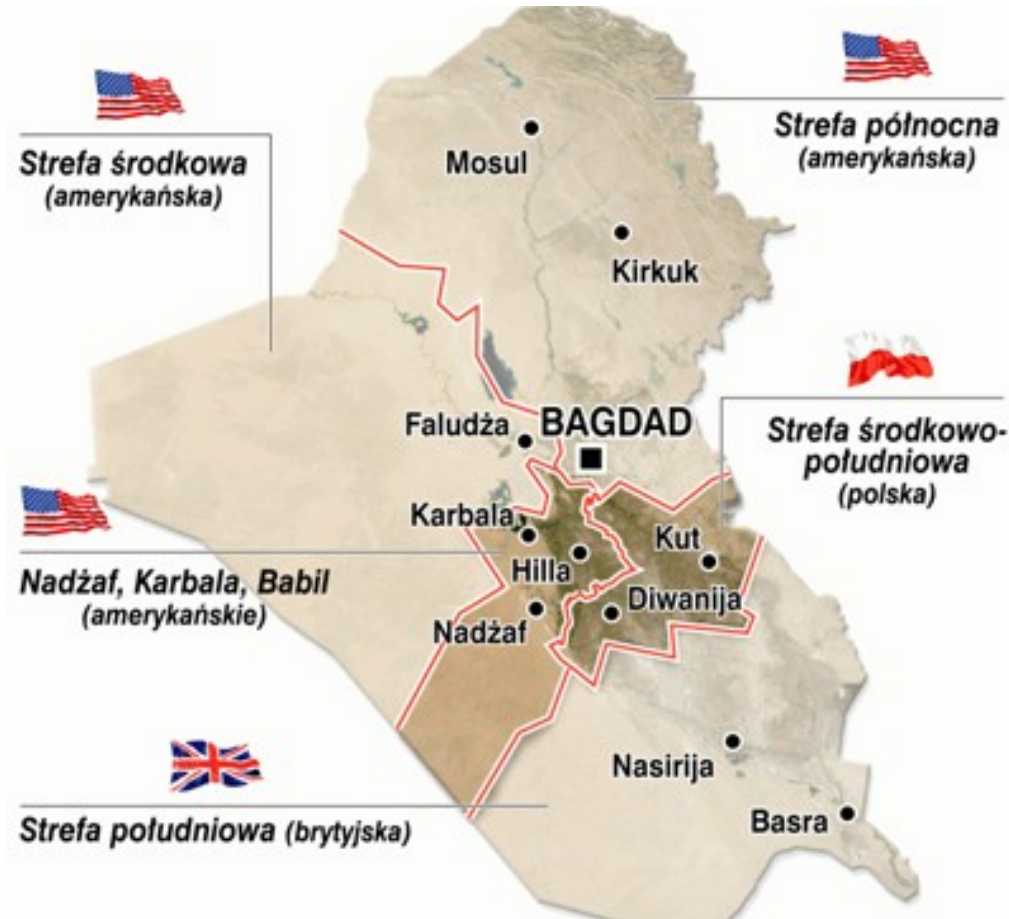 Strefa środkowa
(amerykańska)
Strefa północna
(amerykańska)
Mosul
Kirkuk
Faludża
BAGDAD
Strefa środkowo-
południowa
(polska)
Karbala
Kut
Hilla
Diwanija
Nadżaf, Karbala, Babil
(amerykańskie)
Nadżaf
Nasirija
Strefa południowa (brytyjska)
Basra